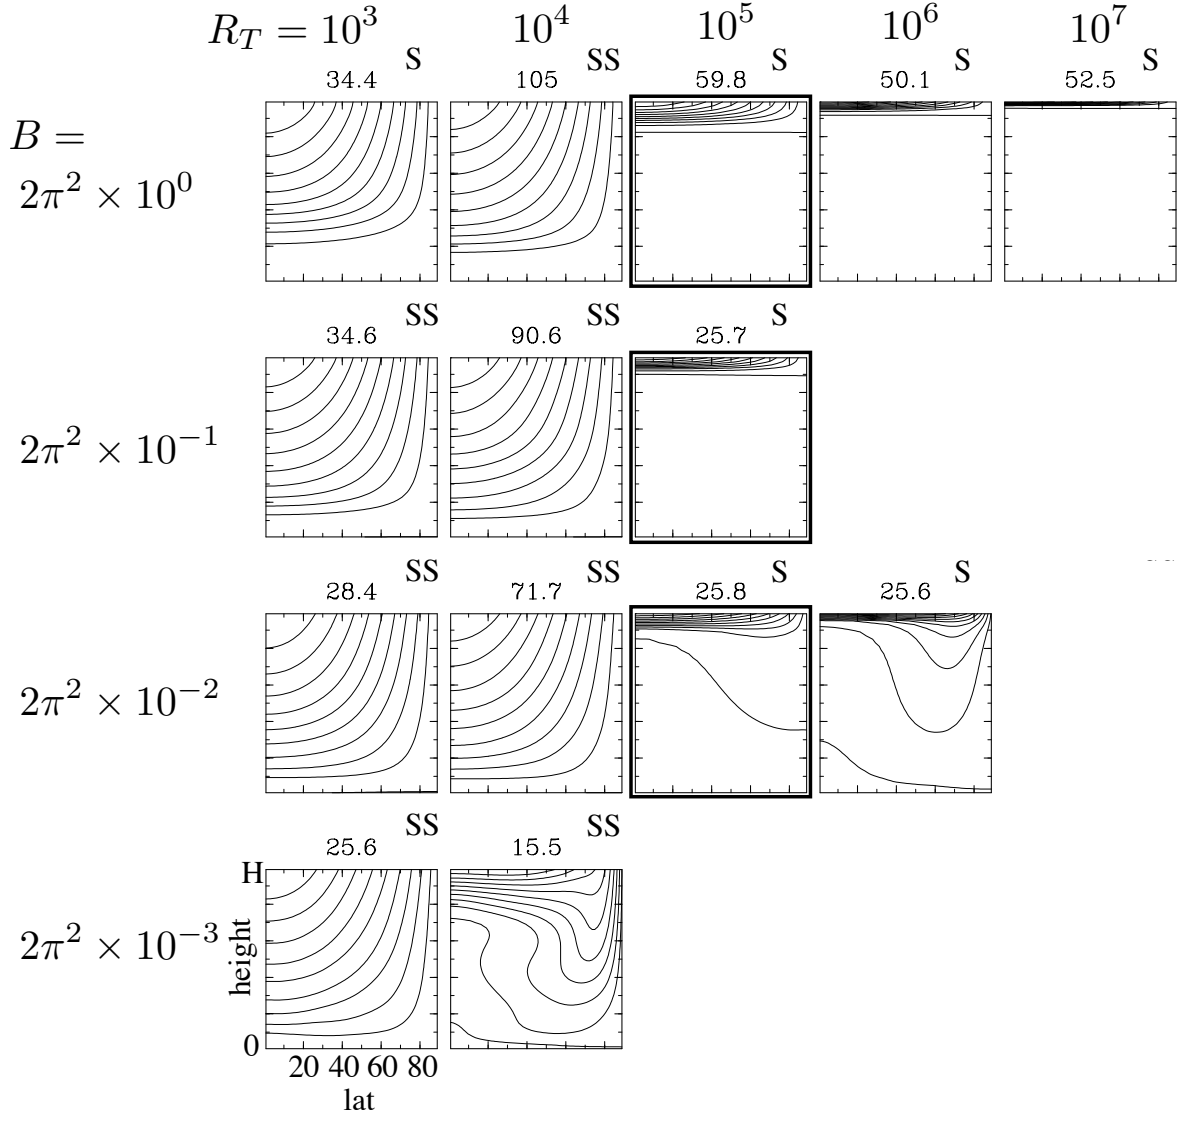 R_T = 10^3 10^4 10^5 10^6 10^7
S SS S S S
34.4 105 59.8 50.1 52.5
B =
2π^2 × 10^0
SS SS S
34.6 90.6 25.7
2π^2 × 10^−1
SS SS S S
28.4 71.7 25.8 25.6
2π^2 × 10^−2
SS SS
25.6 15.5
H
2π^2 × 10^−3
height
0
20 40 60 80
lat